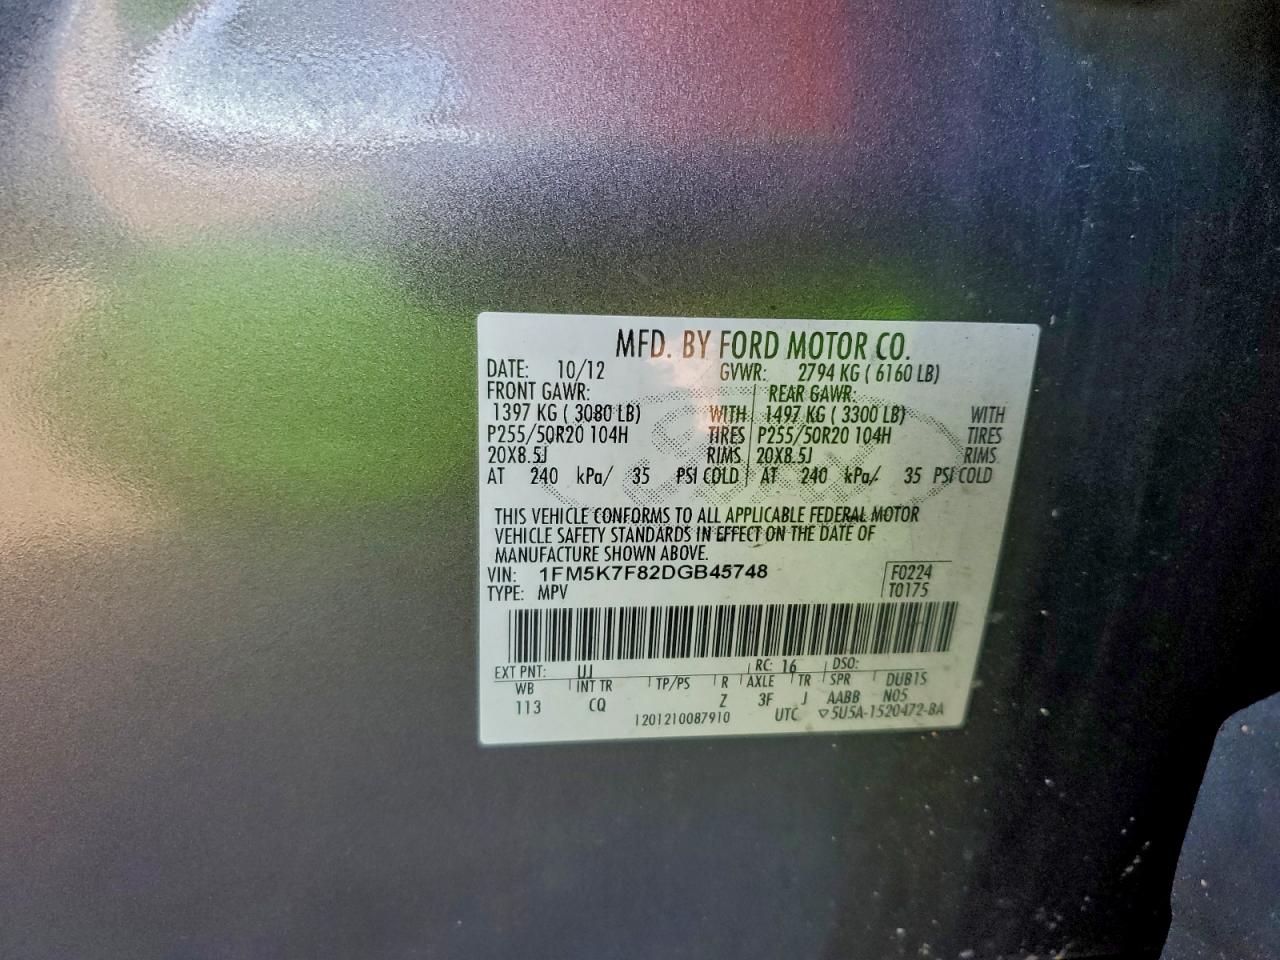 MFD. BY FORD MOTOR CO.
DATE: 10/12 GVWR: 2794 KG ( 6160 LB)
FRONT GAWR: REAR GAWR:
1397 KG ( 3080 LB) WITH 1497 KG ( 3300 LB) WITH
P255/50R20 104H TIRES P255/50R20 104H TIRES
20X8.5J RIMS 20X8.5J RIMS
AT 240 kPa/ 35 PSI COLD AT 240 kPa/ 35 PSI COLD
THIS VEHICLE CONFORMS TO ALL APPLICABLE FEDERAL MOTOR
VEHICLE SAFETY STANDARDS IN EFFECT ON THE DATE OF
MANUFACTURE SHOWN ABOVE.
VIN: 1FM5K7F82DGB45748 F0224
TYPE: MPV T0175
EXT PNT: UJ RC: 16 DSO:
WB INT TR TP/PS R AXLE TR SPR DUB1S
113 CQ Z 3F J AABB N05
1201210087910 UTC ▽5U5A-1520472-BA